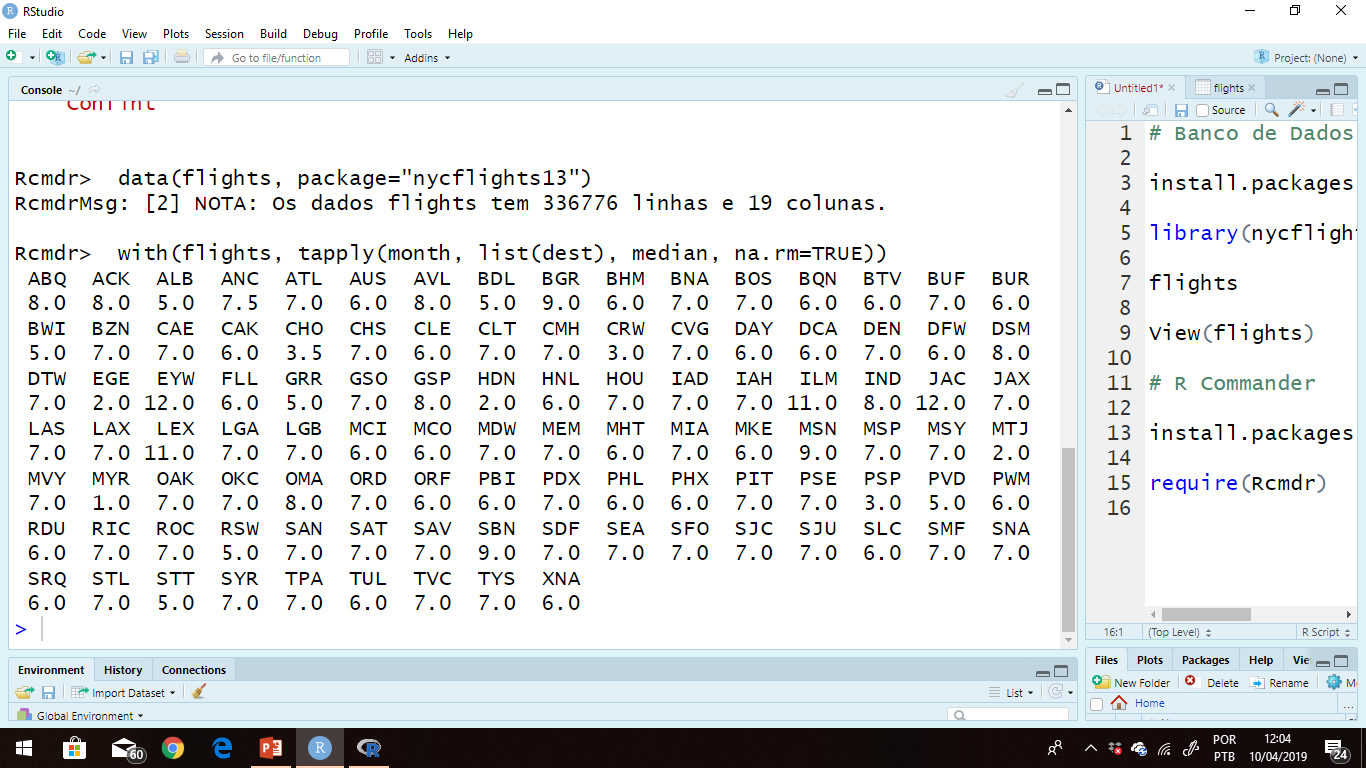 RStudio
File Edit Code View Plots Session Build Debug Profile Tools Help
Go to file/function Addins Project: (None)
Console ~/
Rcmdr>  data(flights, package="nycflights13")
RcmdrMsg: [2] NOTA: Os dados flights tem 336776 linhas e 19 colunas.
Rcmdr>  with(flights, tapply(month, list(dest), median, na.rm=TRUE))
ABQ ACK ALB ANC ATL AUS AVL BDL BGR BHM BNA BOS BQN BTV BUF BUR
8.0 8.0 5.0 7.5 7.0 6.0 8.0 5.0 9.0 6.0 7.0 7.0 6.0 6.0 7.0 6.0
BWI BZN CAE CAK CHO CHS CLE CLT CMH CRW CVG DAY DCA DEN DFW DSM
5.0 7.0 7.0 6.0 3.5 7.0 6.0 7.0 7.0 3.0 7.0 6.0 6.0 7.0 6.0 8.0
DTW EGE EYW FLL GRR GSO GSP HDN HNL HOU IAD IAH ILM IND JAC JAX
7.0 2.0 12.0 6.0 5.0 7.0 8.0 2.0 6.0 7.0 7.0 7.0 11.0 8.0 12.0 7.0
LAS LAX LEX LGA LGB MCI MCO MDW MEM MHT MIA MKE MSN MSP MSY MTJ
7.0 7.0 11.0 7.0 7.0 6.0 6.0 7.0 7.0 6.0 7.0 6.0 9.0 7.0 7.0 2.0
MVY MYR OAK OKC OMA ORD ORF PBI PDX PHL PHX PIT PSE PSP PVD PWM
7.0 1.0 7.0 7.0 8.0 7.0 6.0 6.0 7.0 6.0 6.0 7.0 7.0 3.0 5.0 6.0
RDU RIC ROC RSW SAN SAT SAV SBN SDF SEA SFO SJC SJU SLC SMF SNA
6.0 7.0 7.0 5.0 7.0 7.0 7.0 9.0 7.0 7.0 7.0 7.0 7.0 6.0 7.0 7.0
SRQ STL STT SYR TPA TUL TVC TYS XNA
6.0 7.0 5.0 7.0 7.0 6.0 7.0 7.0 6.0
>
Untitled1* flights
Source
1 # Banco de Dados
2
3 install.packages
4
5 library(nycfligh
6
7 flights
8
9 View(flights)
10
11 # R Commander
12
13 install.packages
14
15 require(Rcmdr)
16
16:1 (Top Level) R Script
Environment History Connections
Import Dataset List
Global Environment
Files Plots Packages Help Vie
New Folder Delete Rename M
Home ...
60 POR 12:04
PTB 10/04/2019 24